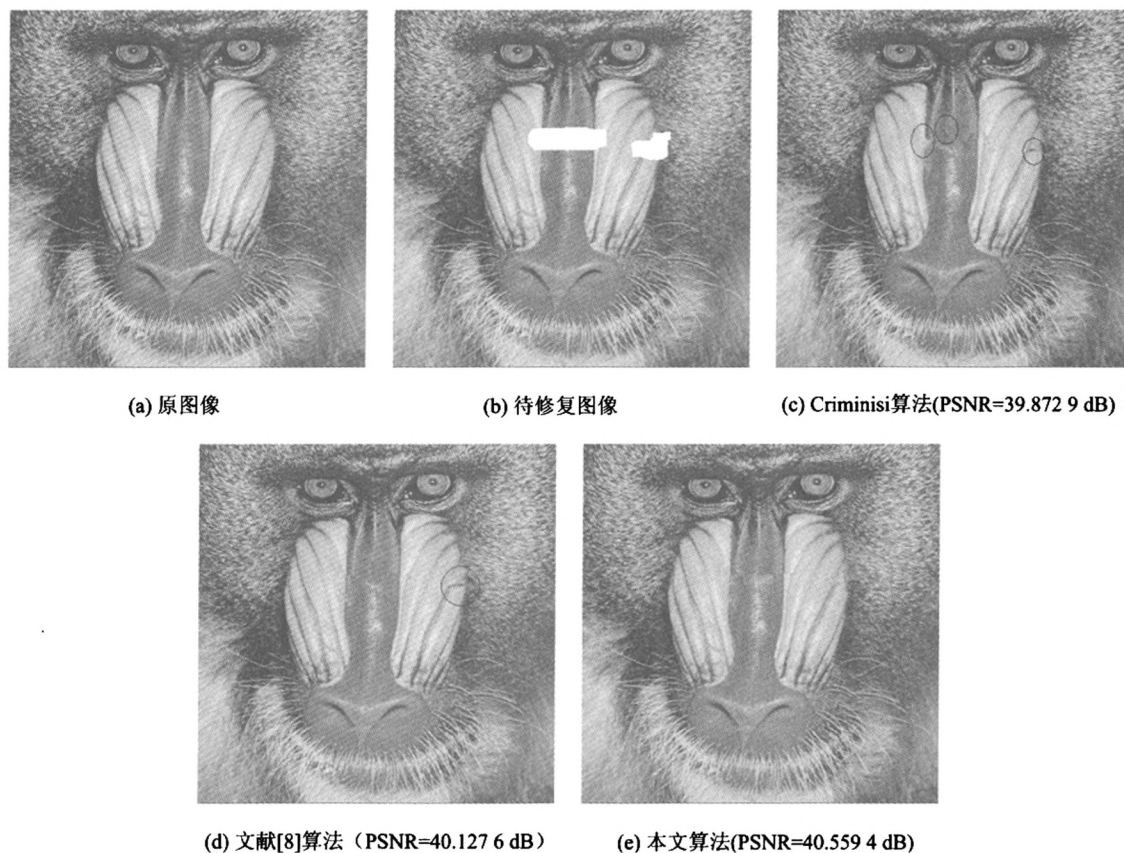 (a) 原图像
(b) 待修复图像
(c) Criminisi算法(PSNR=39.872 9 dB)
(d) 文献[8]算法（PSNR=40.127 6 dB）
(e) 本文算法(PSNR=40.559 4 dB)